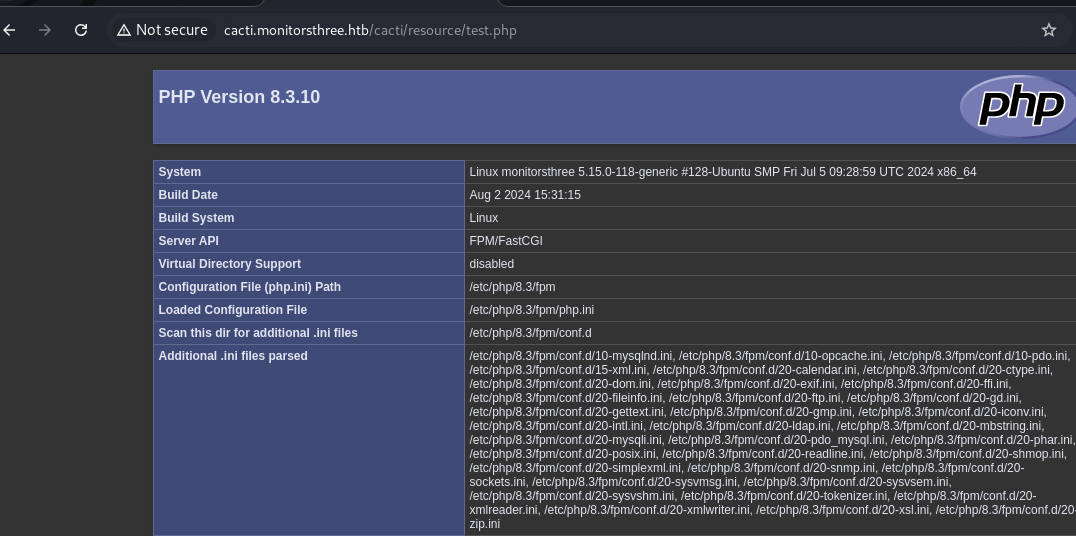 Not secure cacti.monitorsthree.htb/cacti/resource/test.php
PHP Version 8.3.10
php
System Linux monitorsthree 5.15.0-118-generic #128-Ubuntu SMP Fri Jul 5 09:28:59 UTC 2024 x86_64
Build Date Aug 2 2024 15:31:15
Build System Linux
Server API FPM/FastCGI
Virtual Directory Support disabled
Configuration File (php.ini) Path /etc/php/8.3/fpm
Loaded Configuration File /etc/php/8.3/fpm/php.ini
Scan this dir for additional .ini files /etc/php/8.3/fpm/conf.d
Additional .ini files parsed /etc/php/8.3/fpm/conf.d/10-mysqlnd.ini, /etc/php/8.3/fpm/conf.d/10-opcache.ini, /etc/php/8.3/fpm/conf.d/10-pdo.ini,
/etc/php/8.3/fpm/conf.d/15-xml.ini, /etc/php/8.3/fpm/conf.d/20-calendar.ini, /etc/php/8.3/fpm/conf.d/20-ctype.ini,
/etc/php/8.3/fpm/conf.d/20-dom.ini, /etc/php/8.3/fpm/conf.d/20-exif.ini, /etc/php/8.3/fpm/conf.d/20-ffi.ini,
/etc/php/8.3/fpm/conf.d/20-fileinfo.ini, /etc/php/8.3/fpm/conf.d/20-ftp.ini, /etc/php/8.3/fpm/conf.d/20-gd.ini,
/etc/php/8.3/fpm/conf.d/20-gettext.ini, /etc/php/8.3/fpm/conf.d/20-gmp.ini, /etc/php/8.3/fpm/conf.d/20-iconv.ini,
/etc/php/8.3/fpm/conf.d/20-intl.ini, /etc/php/8.3/fpm/conf.d/20-ldap.ini, /etc/php/8.3/fpm/conf.d/20-mbstring.ini,
/etc/php/8.3/fpm/conf.d/20-mysqli.ini, /etc/php/8.3/fpm/conf.d/20-pdo_mysql.ini, /etc/php/8.3/fpm/conf.d/20-phar.ini,
/etc/php/8.3/fpm/conf.d/20-posix.ini, /etc/php/8.3/fpm/conf.d/20-readline.ini, /etc/php/8.3/fpm/conf.d/20-shmop.ini,
/etc/php/8.3/fpm/conf.d/20-simplexml.ini, /etc/php/8.3/fpm/conf.d/20-snmp.ini, /etc/php/8.3/fpm/conf.d/20-
sockets.ini, /etc/php/8.3/fpm/conf.d/20-sysvmsg.ini, /etc/php/8.3/fpm/conf.d/20-sysvsem.ini,
/etc/php/8.3/fpm/conf.d/20-sysvshm.ini, /etc/php/8.3/fpm/conf.d/20-tokenizer.ini, /etc/php/8.3/fpm/conf.d/20-
xmlreader.ini, /etc/php/8.3/fpm/conf.d/20-xmlwriter.ini, /etc/php/8.3/fpm/conf.d/20-xsl.ini, /etc/php/8.3/fpm/conf.d/20-
zip.ini